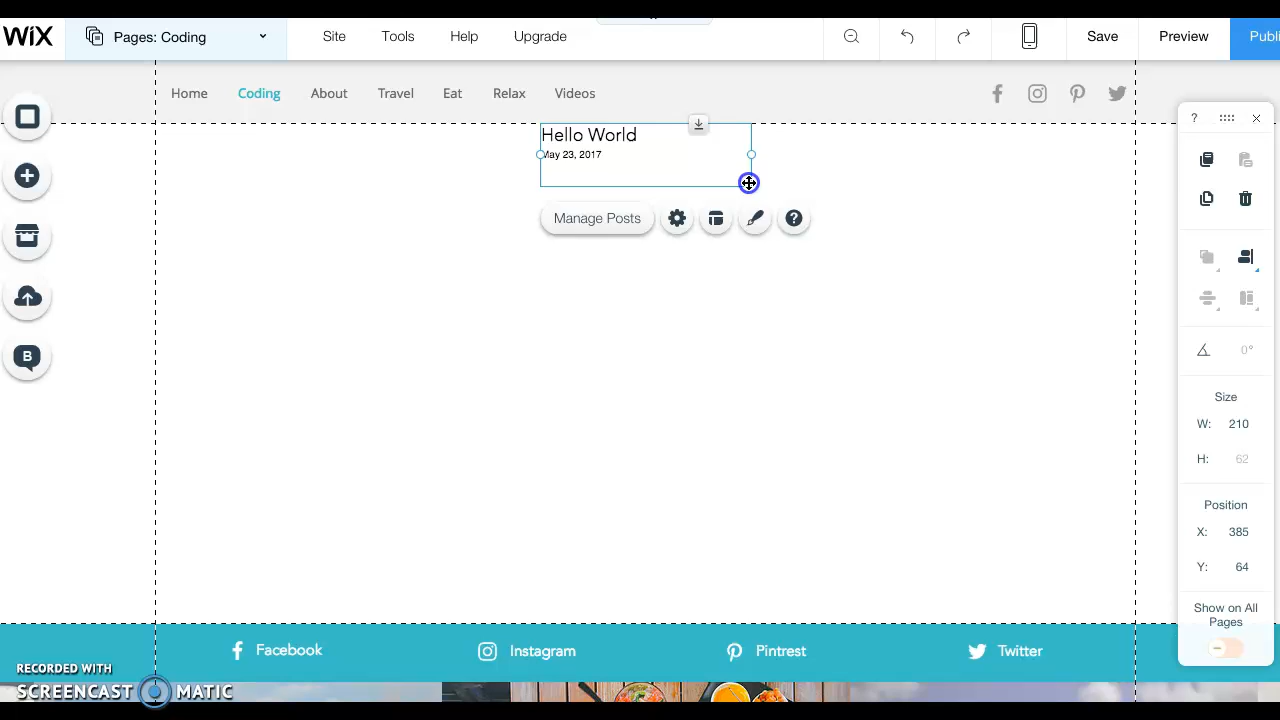 WiX
Pages: Coding
Site
Tools
Help
Upgrade
Save
Preview
Publi
Home
Coding
About
Travel
Eat
Relax
Videos
Hello World
May 23, 2017
Manage Posts
?
?
0°
Size
W: 210
H: 62
Position
X: 385
Y: 64
Show on All
Pages
B
Facebook
Instagram
Pintrest
Twitter
RECORDED WITH
SCREENCAST MATIC